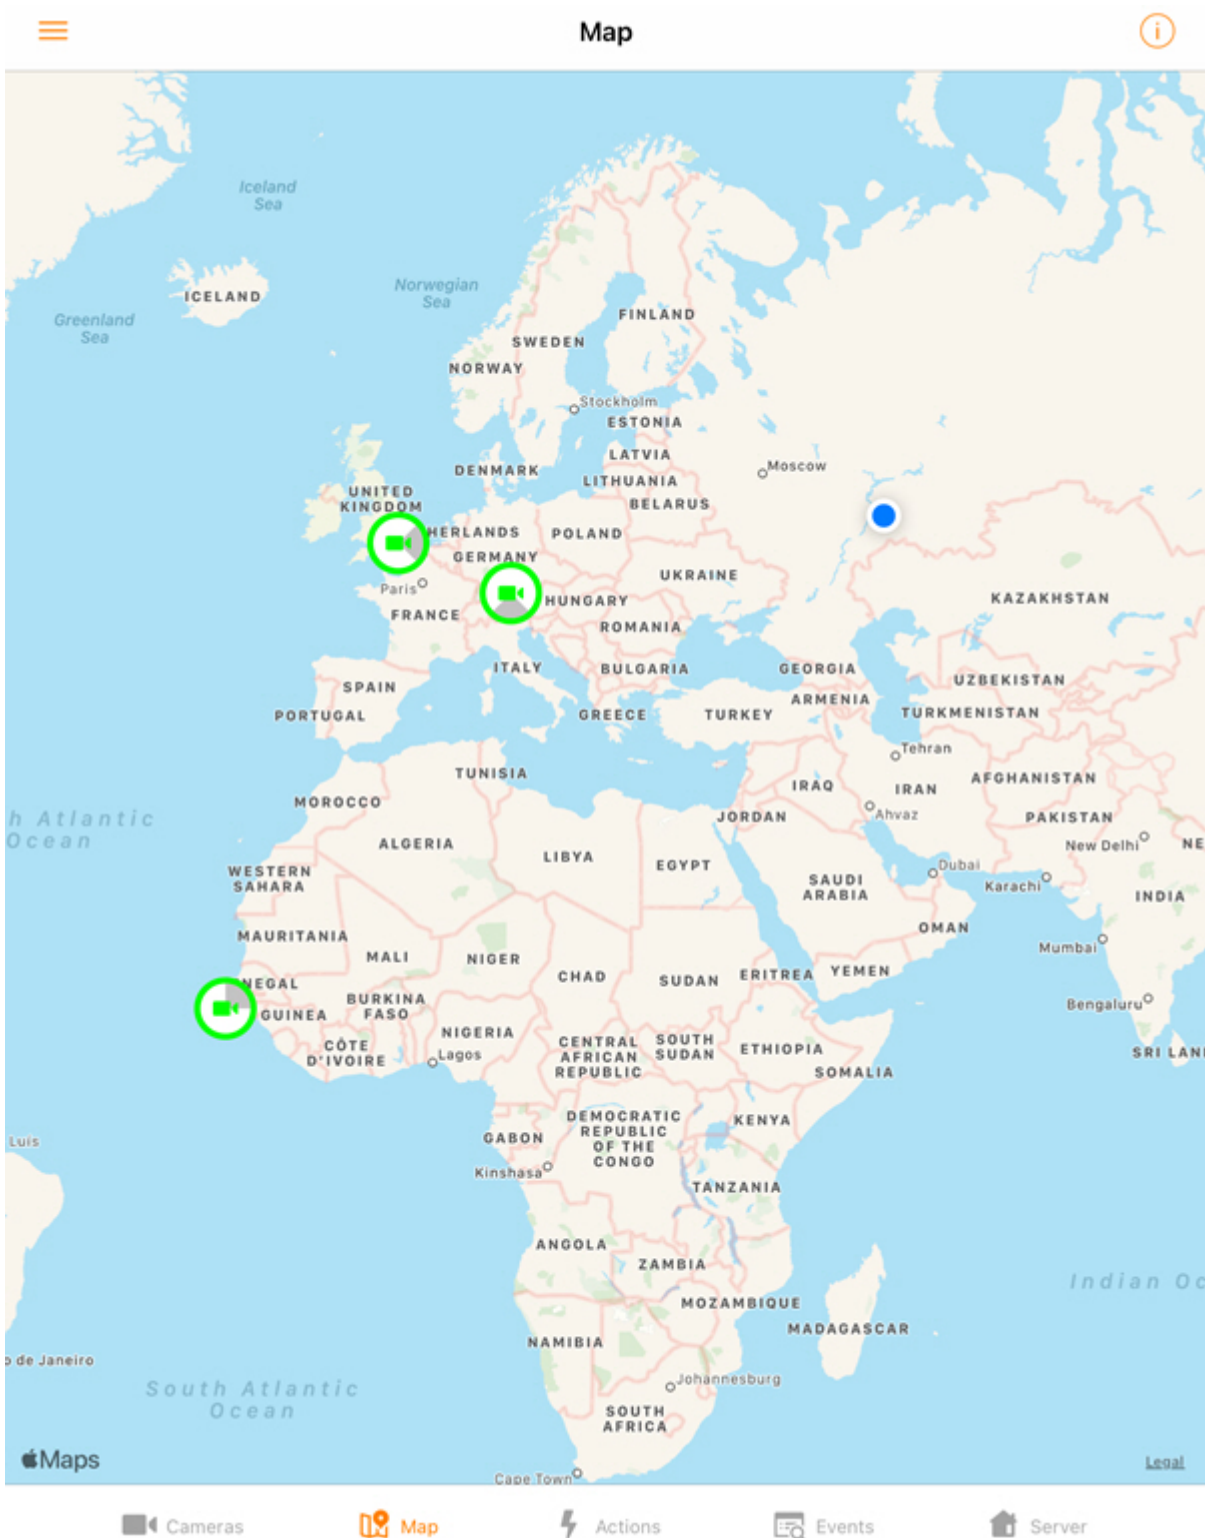 Map
Iceland
Sea
ICELAND
Norwegian
Sea
Greenland
Sea
FINLAND
SWEDEN
NORWAY
Stockholm
ESTONIA
LATVIA
Moscow
DENMARK
LITHUANIA
UNITED
KINGDOM
BELARUS
HERLANDS
POLAND
GERMANY
UKRAINE
Paris
KAZAKHSTAN
HUNGARY
FRANCE
ROMANIA
ITALY
BULGARIA
GEORGIA
UZBEKISTAN
SPAIN
ARMENIA
PORTUGAL
GREECE
TURKEY
TURKMENISTAN
Tehran
TUNISIA
AFGHANISTAN
IRAQ
IRAN
MOROCCO
Ahvaz
h Atlantic
Ocean
JORDAN
PAKISTAN
ALGERIA
New Delhi
NE
LIBYA
EGYPT
Dubai
WESTERN
SAHARA
SAUDI
ARABIA
Karachi
INDIA
OMAN
MAURITANIA
Mumbai
MALI
NIGER
CHAD
SUDAN
ERITREA
YEMEN
NEGAL
BURKINA
FASO
Bengaluru
GUINEA
NIGERIA
CÔTE
D'IVOIRE
Lagos
CENTRAL
AFRICAN
REPUBLIC
SOUTH
SUDAN
ETHIOPIA
SRI LAN
SOMALIA
DEMOCRATIC
REPUBLIC
OF THE
CONGO
KENYA
Luis
GABON
Kinshasa
TANZANIA
ANGOLA
ZAMBIA
Indian Oc
MOZAMBIQUE
MADAGASCAR
NAMIBIA
o de Janeiro
Johannesburg
South Atlantic
Ocean
SOUTH
AFRICA
Maps
Legal
Cape Town
Cameras
Map
Actions
Events
Server